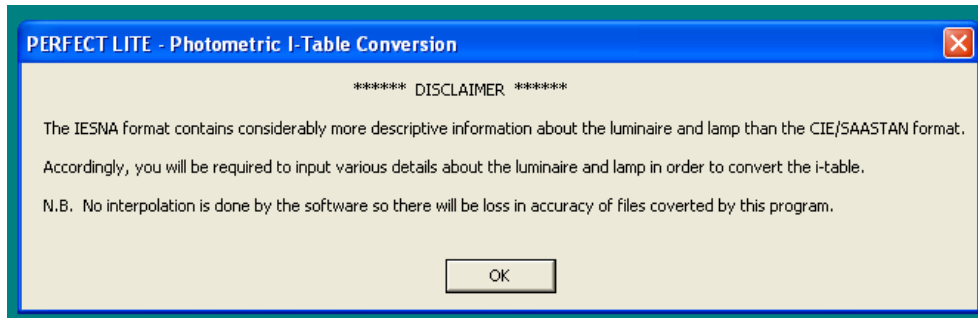 PERFECT LITE - Photometric I-Table Conversion
****** DISCLAIMER ******
The IESNA format contains considerably more descriptive information about the luminaire and lamp than the CIE/SAASTAN format.
Accordingly, you will be required to input various details about the luminaire and lamp in order to convert the i-table.
N.B. No interpolation is done by the software so there will be loss in accuracy of files coverted by this program.
OK